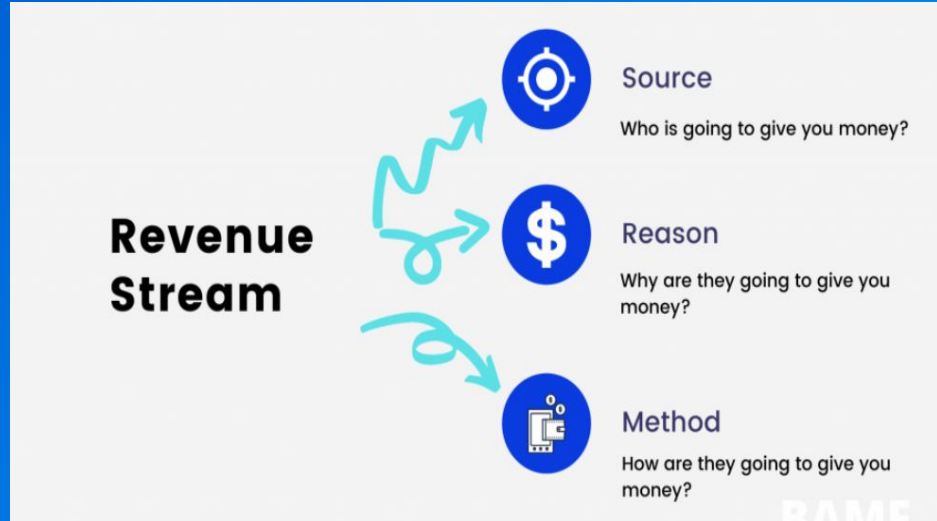 Revenue
Stream
Source
Who is going to give you money?
Reason
Why are they going to give you
money?
Method
How are they going to give you
money?